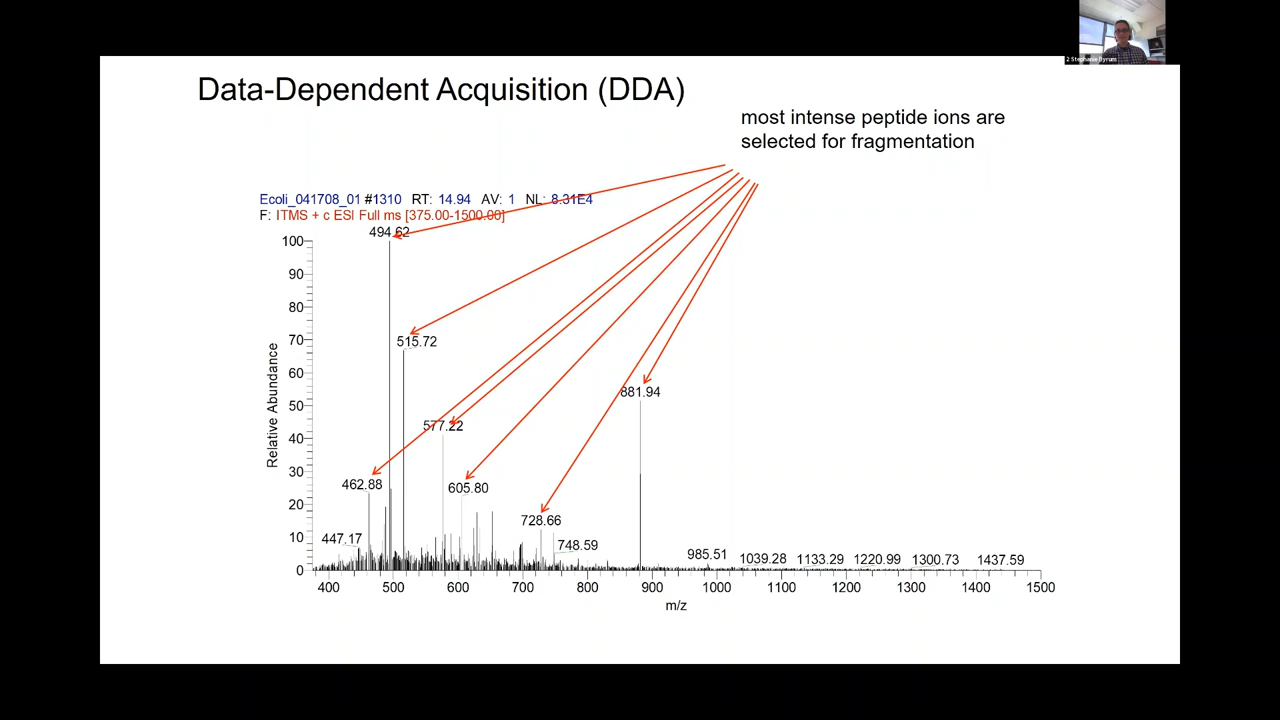 2 Stephanie Byrum
Data-Dependent Acquisition (DDA)
most intense peptide ions are
selected for fragmentation
Ecoli_041708_01 #1310 RT: 14.94 AV: 1 NL: 8.31E4
F: ITMS + c ESI Full ms [375.00-1500.00]
494.62
100
90
80
70
515.72
60
881.94
50
577.22
40
30
462.88
605.80
20
728.66
10
447.17
748.59
985.51
1039.28
1133.29
1220.99
1300.73
1437.59
0
400 500 600 700 800 900 1000 1100 1200 1300 1400 1500
m/z
Relative Abundance